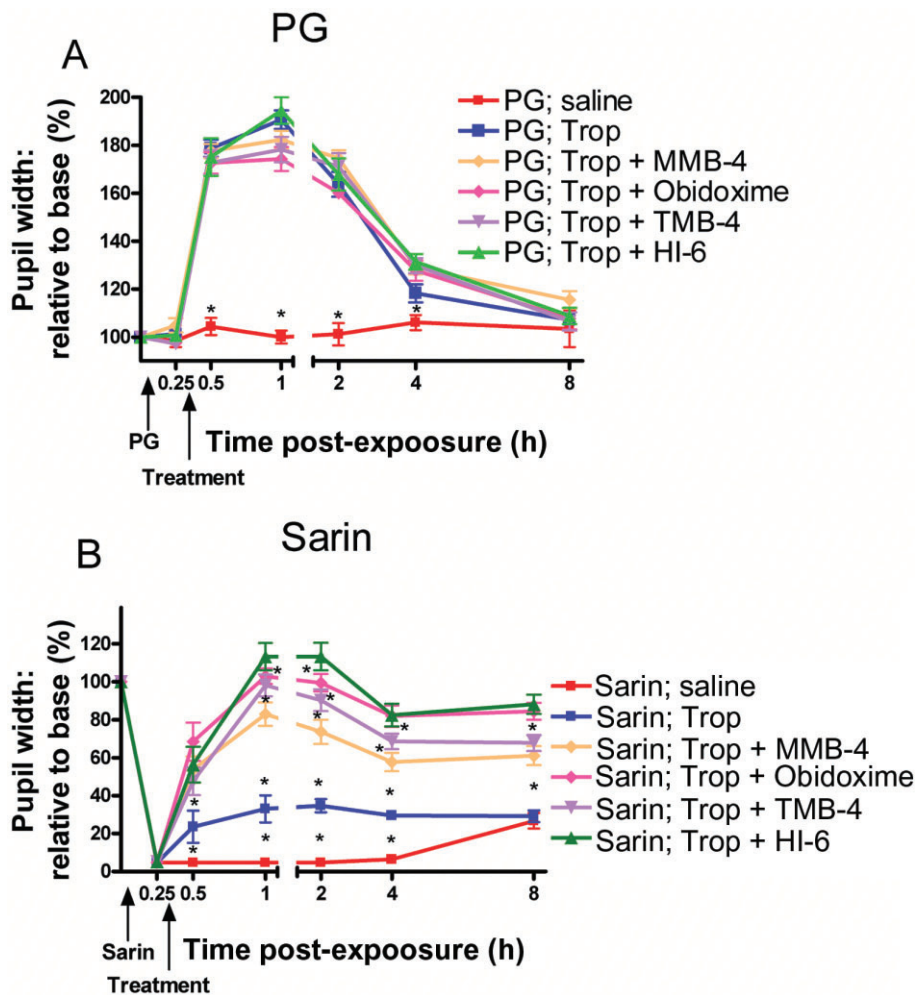 PG
A
Pupil width:
relative to base (%)
200
180
160
140
120
100
PG; saline
PG; Trop
PG; Trop + MMB-4
PG; Trop + Obidoxime
PG; Trop + TMB-4
PG; Trop + HI-6
* * * *
0.25 0.5 1 2 4 8
PG
Treatment
Time post-expoosure (h)
Sarin
B
Pupil width:
relative to base (%)
120
100
80
60
40
20
0
Sarin; saline
Sarin; Trop
Sarin; Trop + MMB-4
Sarin; Trop + Obidoxime
Sarin; Trop + TMB-4
Sarin; Trop + HI-6
* * *
* * * * *
* * * * *
* * * *
0.25 0.5 1 2 4 8
Sarin
Treatment
Time post-expoosure (h)